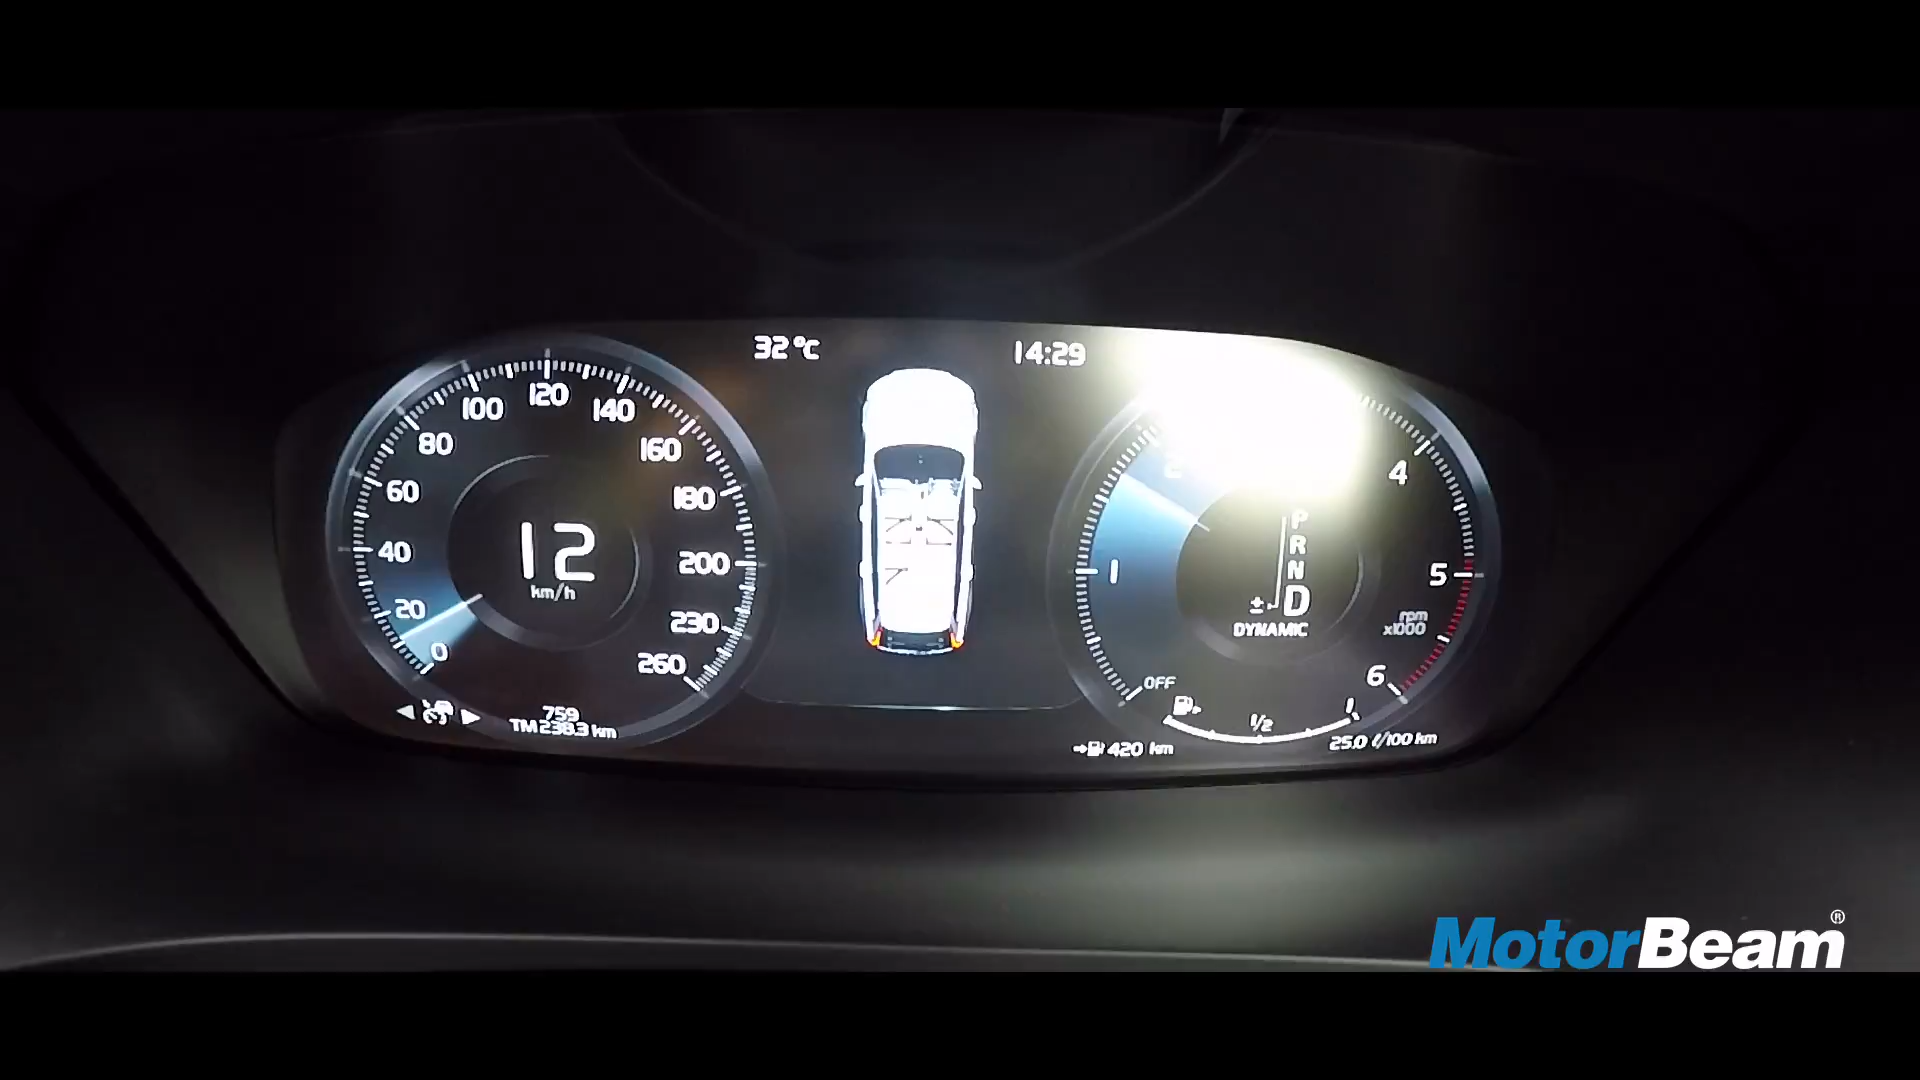 32°C
14:29
0
20
40
60
80
100
120
140
160
180
200
230
260
12
km/h
759
TM 238.3 km
OFF
1
2
4
5
6
rpm
x1000
P
R
N
±
D
DYNAMIC
1/2
1
420 km
25.0 ℓ/100 km
MotorBeam®